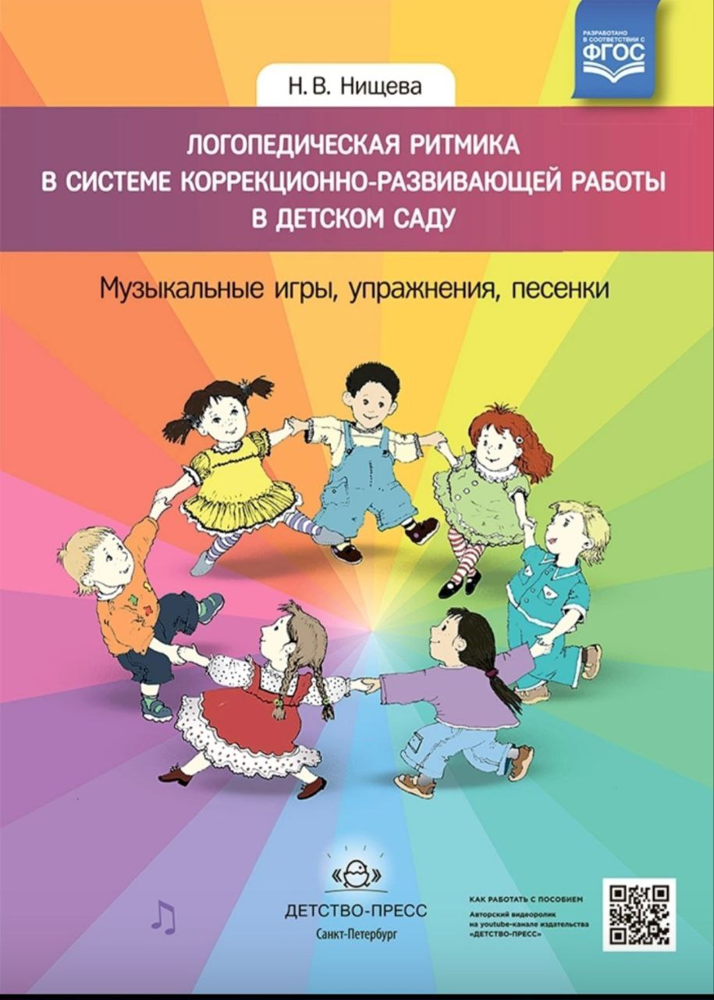 РАЗРАБОТАНО
В СООТВЕТСТВИИ С
ФГОС
Н. В. Нищева
ЛОГОПЕДИЧЕСКАЯ РИТМИКА
В СИСТЕМЕ КОРРЕКЦИОННО-РАЗВИВАЮЩЕЙ РАБОТЫ
В ДЕТСКОМ САДУ
Музыкальные игры, упражнения, песенки
ДЕТСТВО-ПРЕСС
Санкт-Петербург
КАК РАБОТАТЬ С ПОСОБИЕМ
Авторский видеоролик
на youtube-канале издательства
«ДЕТСТВО-ПРЕСС»